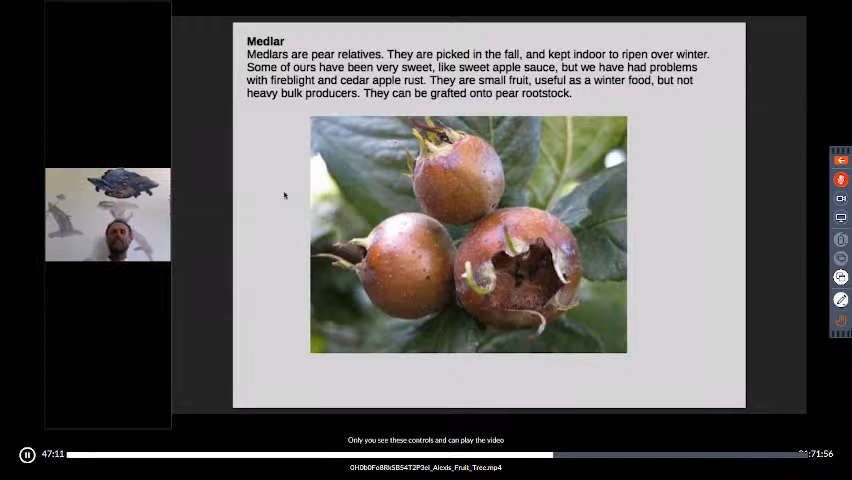 Medlar
Medlars are pear relatives. They are picked in the fall, and kept indoor to ripen over winter.
Some of ours have been very sweet, like sweet apple sauce, but we have had problems
with fireblight and cedar apple rust. They are small fruit, useful as a winter food, but not
heavy bulk producers. They can be grafted onto pear rootstock.
Only you see these controls and can play the video
47:11
71:56